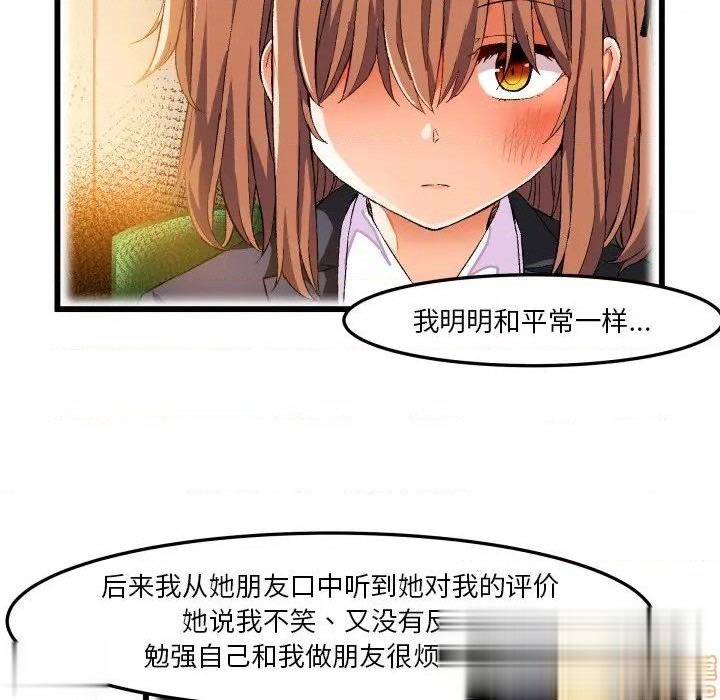 我明明和平常一样...
后来我从她朋友口中听到她对我的评价
她说我不笑、又没有反
勉强自己和我做朋友很烦